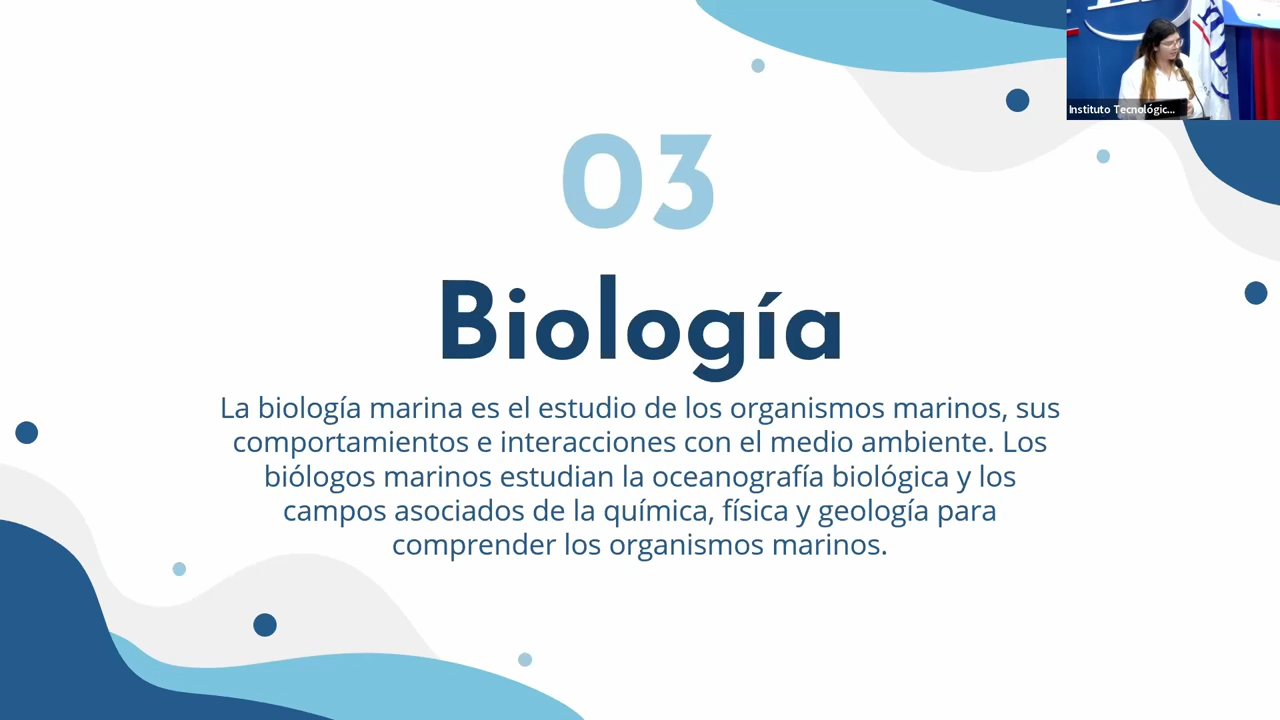 Instituto Tecnológic...
03
Biología
La biología marina es el estudio de los organismos marinos, sus
comportamientos e interacciones con el medio ambiente. Los
biólogos marinos estudian la oceanografía biológica y los
campos asociados de la química, física y geología para
comprender los organismos marinos.